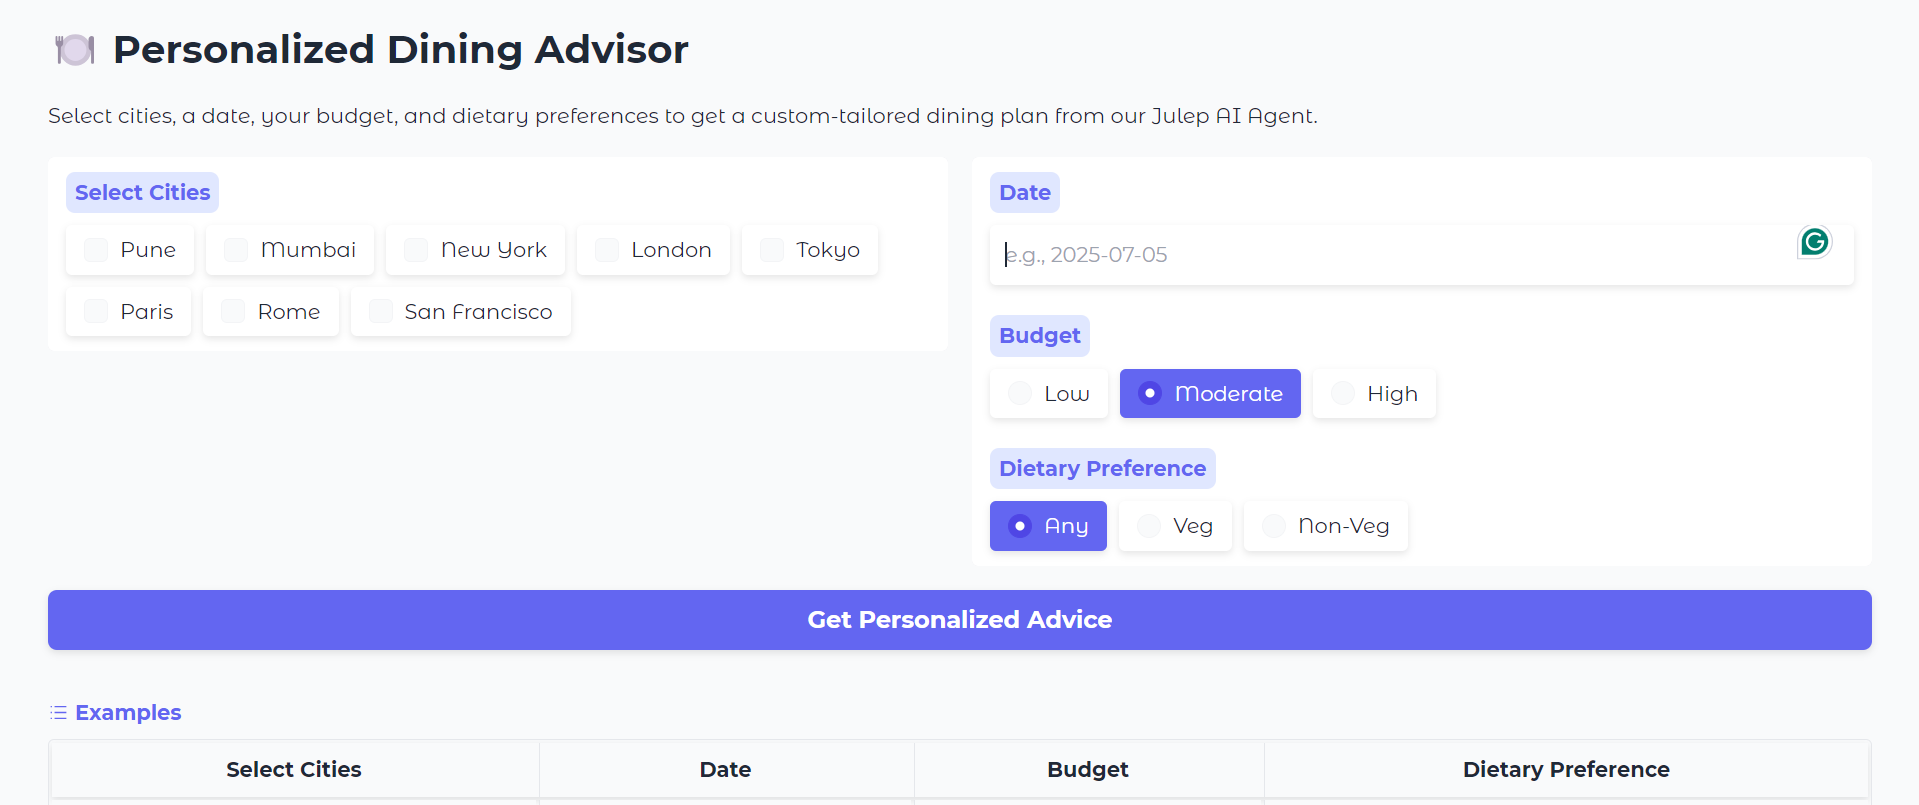 Personalized Dining Advisor
Select cities, a date, your budget, and dietary preferences to get a custom-tailored dining plan from our Julep AI Agent.
Select Cities
Pune
Mumbai
New York
London
Tokyo
Paris
Rome
San Francisco
Date
e.g., 2025-07-05
G
Budget
Low
Moderate
High
Dietary Preference
Any
Veg
Non-Veg
Get Personalized Advice
Examples
Select Cities
Date
Budget
Dietary Preference